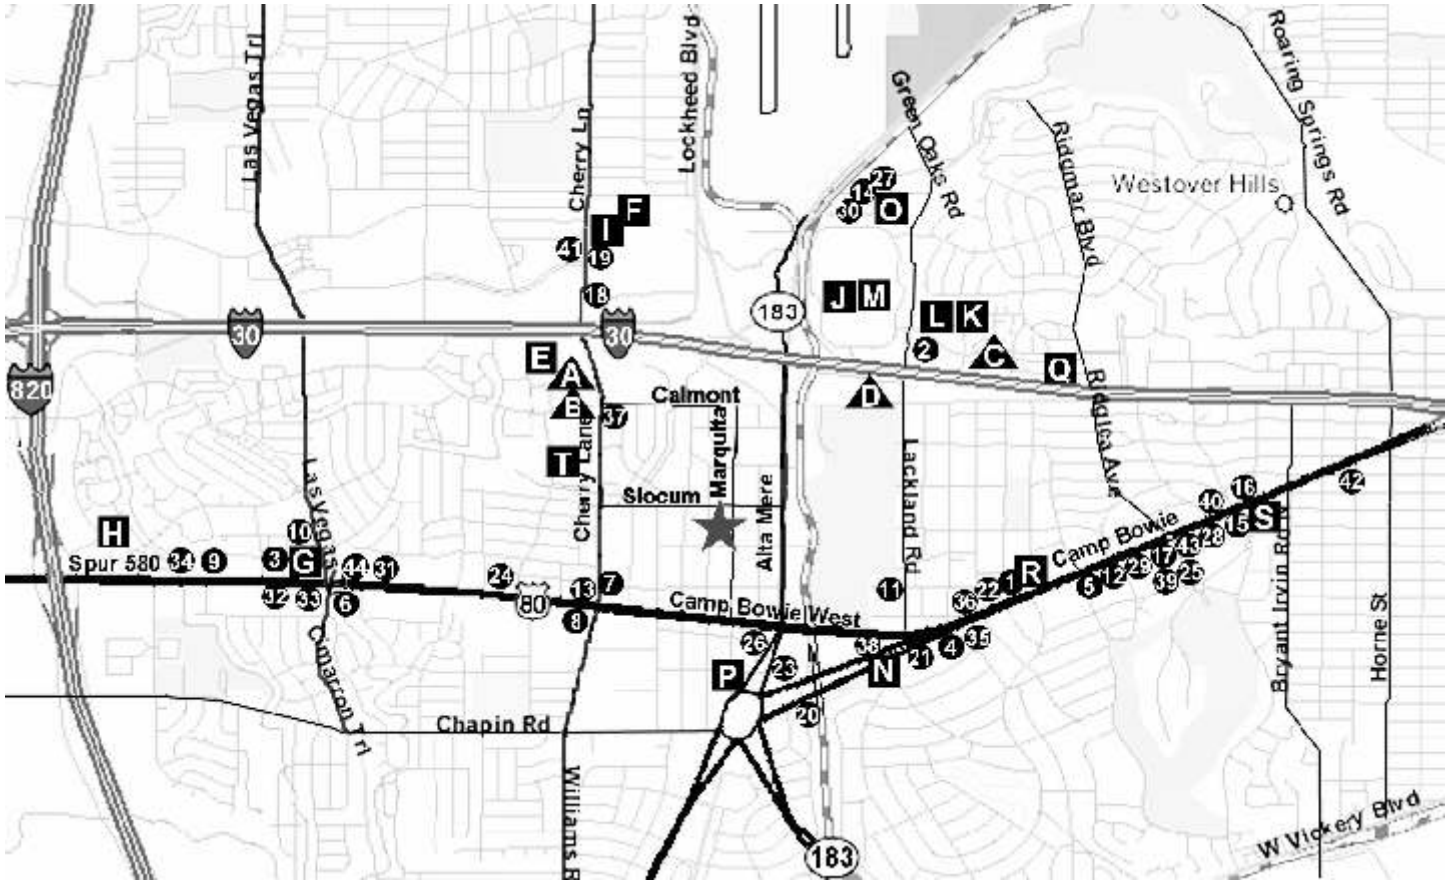 Las Vegas Trl
Cherry Ln
Lockheed Blvd
Green Oaks Rd
Ridgmar Blvd
Roaring Springs Rd
Westover Hills
27
14
30
O
F
I
41
19
18
183
J
M
L
K
2
C
Q
30
30
820
E
A
B
D
37
T
Calmont
Marquita
Slocum
Cherry Lane
Alta Mere
Lackland Rd
Ridglea Ave
Camp Bowie
42
16
40
S
15
28
43
17
29
12
5
39
25
H
10
Las Vegas
Spur 580
34
9
3
G
44
31
24
80
13
7
8
32
33
6
Cimarron Trl
Camp Bowie West
11
R
1
22
36
35
4
21
38
N
26
23
P
20
Bryant Irvin Rd
Horne St
Chapin Rd
Williams R
183
W Vickery Blvd